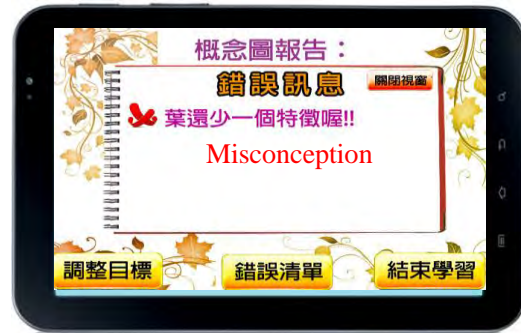 概念圖報告：
錯誤訊息
關閉視窗
葉還少一個特徵喔!!
Misconception
調整目標
錯誤清單
結束學習